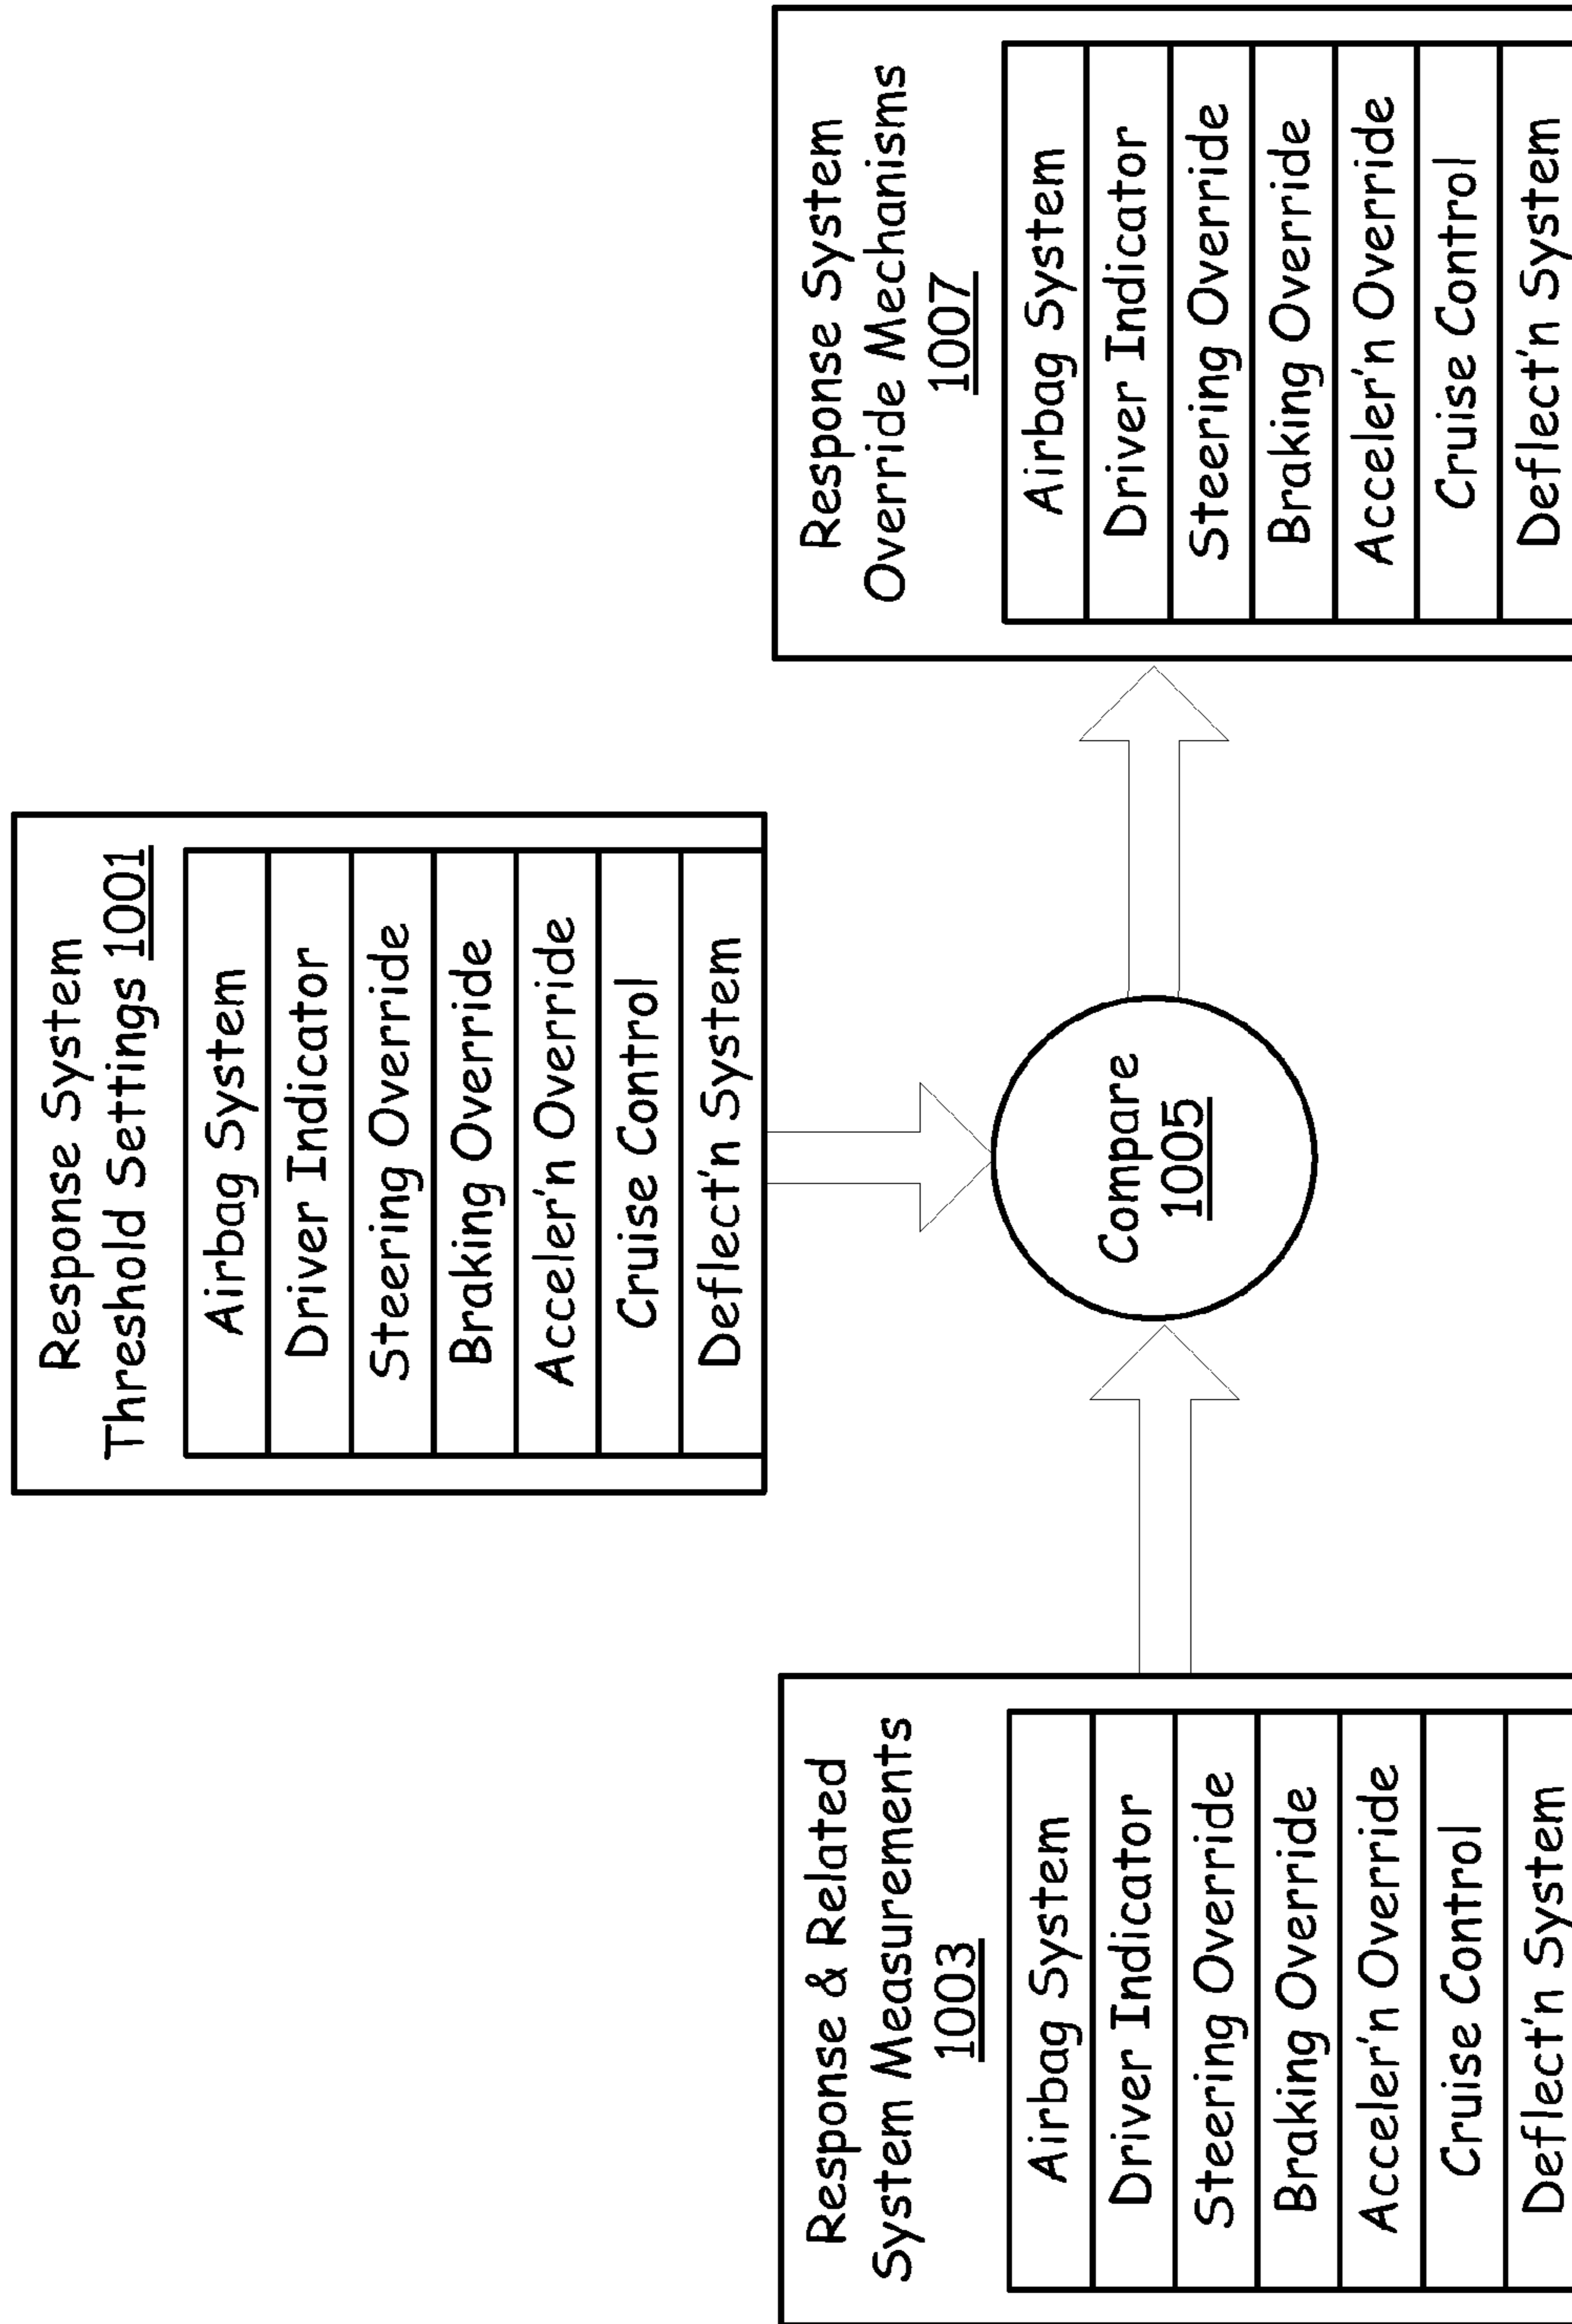 Response System
Threshold Settings 1001
Airbag System
Driver Indicator
Steering Override
Braking Override
Acceler'n Override
Cruise Control
Deflect'n System
Response & Related
System Measurements
1003
Airbag System
Driver Indicator
Steering Override
Braking Override
Acceler'n Override
Cruise Control
Deflect'n System
Compare
1005
Response System
Override Mechanisms
1007
Airbag System
Driver Indicator
Steering Override
Braking Override
Acceler'n Override
Cruise Control
Deflect'n System